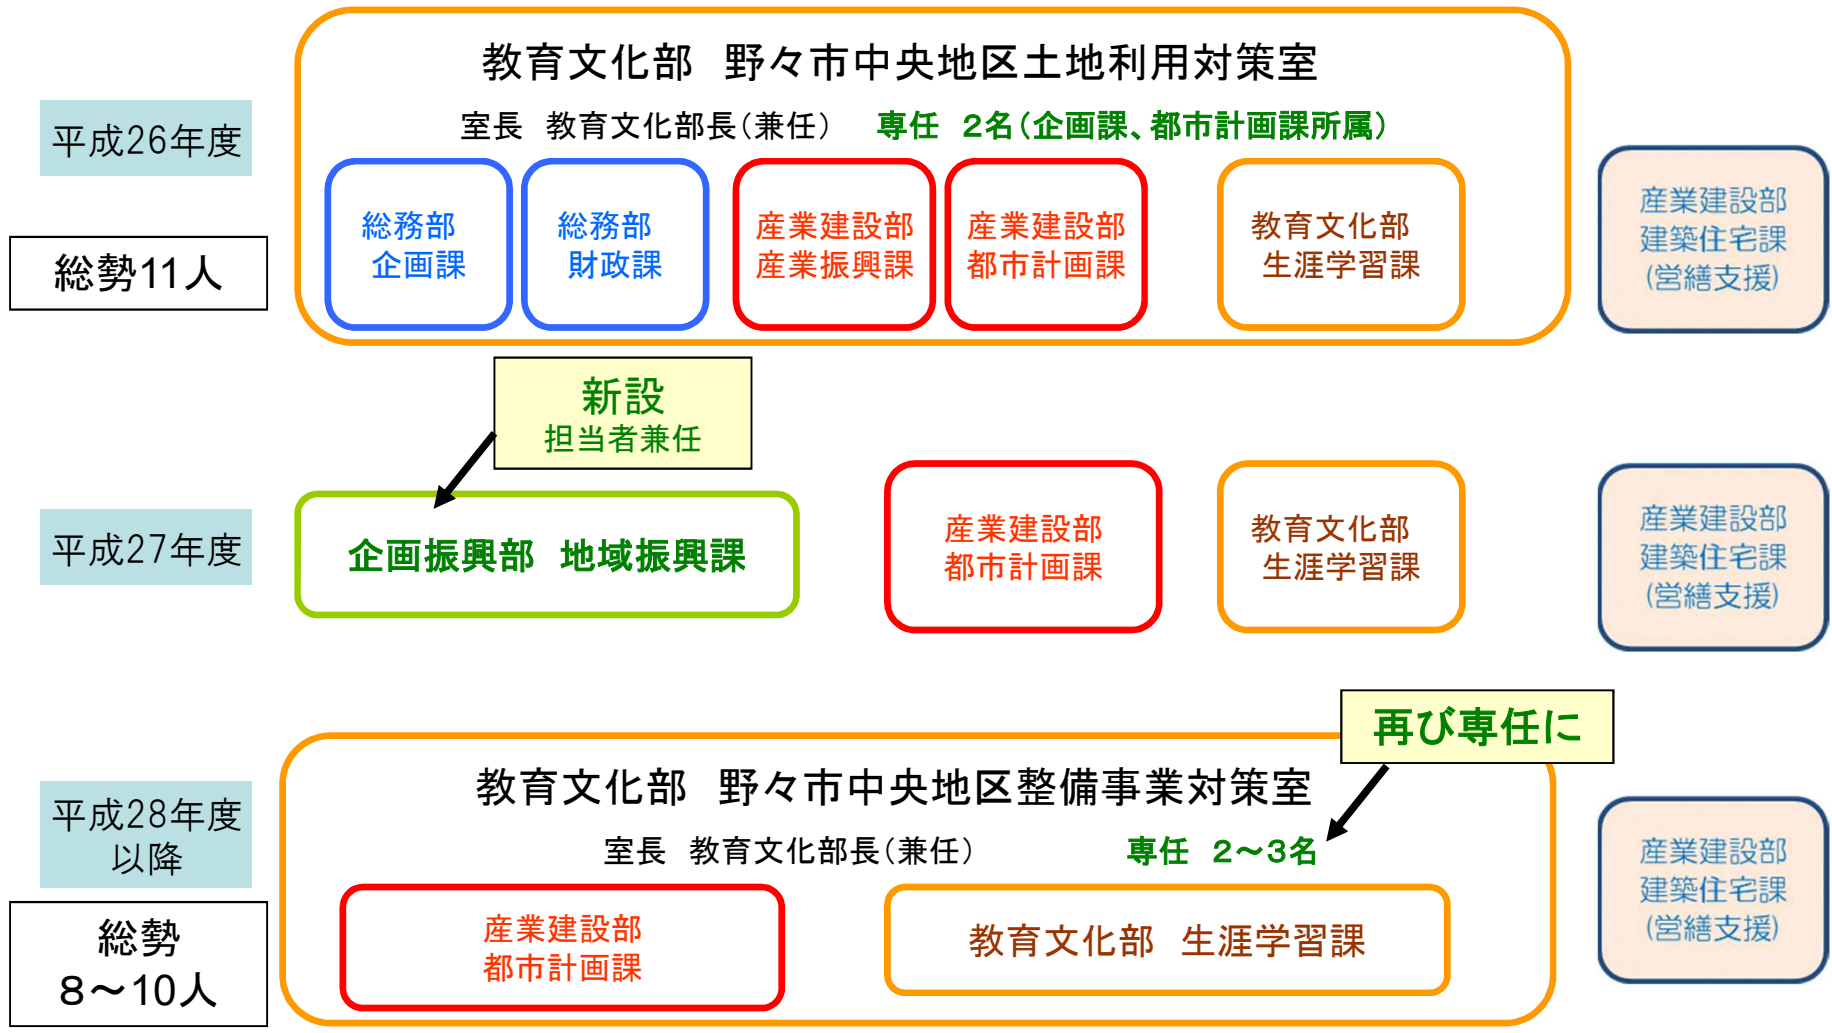 教育文化部　野々市中央地区土地利用対策室
平成26年度
室長　教育文化部長（兼任）　専任　２名（企画課、都市計画課所属）
総勢11人
総務部
企画課
総務部
財政課
産業建設部
産業振興課
産業建設部
都市計画課
教育文化部
生涯学習課
産業建設部
建築住宅課
(営繕支援)
新設
担当者兼任
平成27年度
企画振興部　地域振興課
産業建設部
都市計画課
教育文化部
生涯学習課
産業建設部
建築住宅課
(営繕支援)
再び専任に
教育文化部　野々市中央地区整備事業対策室
平成28年度
以降
室長　教育文化部長（兼任）　専任　２～３名
総勢
８～10人
産業建設部
都市計画課
教育文化部　生涯学習課
産業建設部
建築住宅課
(営繕支援)